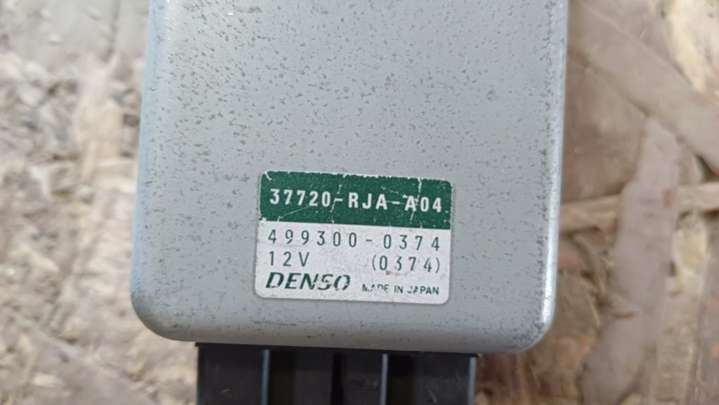 37720-RJA-A04
499300-0374
12V (0374)
DENSO MADE IN JAPAN